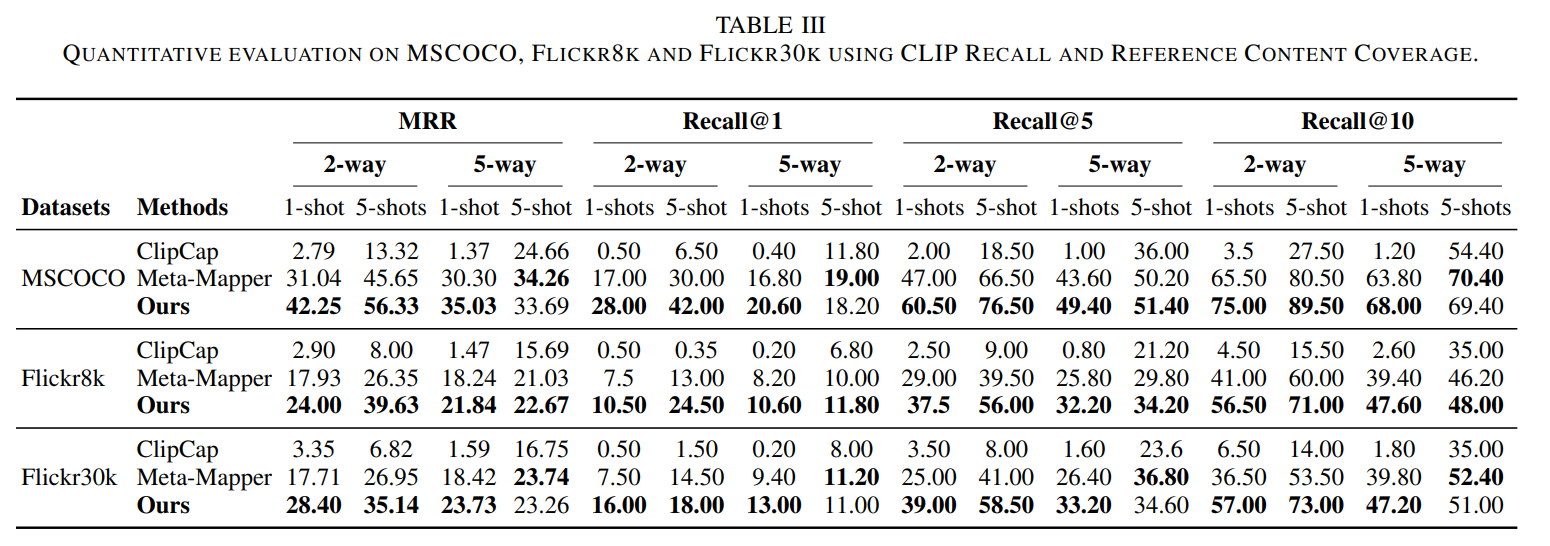 TABLE III
QUANTITATIVE EVALUATION ON MSCOCO, FLICKR8K AND FLICKR30K USING CLIP RECALL AND REFERENCE CONTENT COVERAGE.
MRR Recall@1 Recall@5 Recall@10
2-way 5-way 2-way 5-way 2-way 5-way 2-way 5-way
Datasets Methods 1-shot 5-shots 1-shot 5-shot 1-shots 5-shot 1-shots 5-shot 1-shots 5-shot 1-shots 5-shot 1-shots 5-shot 1-shots 5-shots
ClipCap 2.79 13.32 1.37 24.66 0.50 6.50 0.40 11.80 2.00 18.50 1.00 36.00 3.5 27.50 1.20 54.40
MSCOCO Meta-Mapper 31.04 45.65 30.30 34.26 17.00 30.00 16.80 19.00 47.00 66.50 43.60 50.20 65.50 80.50 63.80 70.40
Ours 42.25 56.33 35.03 33.69 28.00 42.00 20.60 18.20 60.50 76.50 49.40 51.40 75.00 89.50 68.00 69.40
ClipCap 2.90 8.00 1.47 15.69 0.50 0.35 0.20 6.80 2.50 9.00 0.80 21.20 4.50 15.50 2.60 35.00
Flickr8k Meta-Mapper 17.93 26.35 18.24 21.03 7.5 13.00 8.20 10.00 29.00 39.50 25.80 29.80 41.00 60.00 39.40 46.20
Ours 24.00 39.63 21.84 22.67 10.50 24.50 10.60 11.80 37.5 56.00 32.20 34.20 56.50 71.00 47.60 48.00
ClipCap 3.35 6.82 1.59 16.75 0.50 1.50 0.20 8.00 3.50 8.00 1.60 23.6 6.50 14.00 1.80 35.00
Flickr30k Meta-Mapper 17.71 26.95 18.42 23.74 7.50 14.50 9.40 11.20 25.00 41.00 26.40 36.80 36.50 53.50 39.80 52.40
Ours 28.40 35.14 23.73 23.26 16.00 18.00 13.00 11.00 39.00 58.50 33.20 34.60 57.00 73.00 47.20 51.00